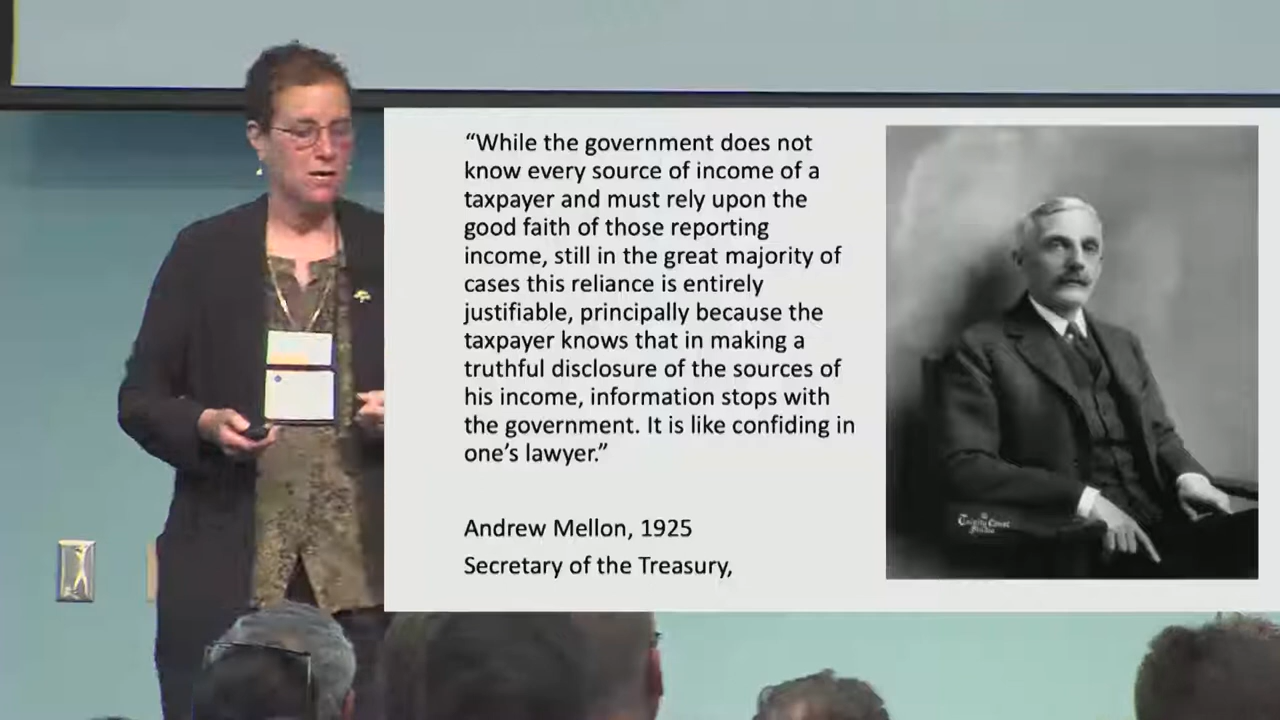 “While the government does not
know every source of income of a
taxpayer and must rely upon the
good faith of those reporting
income, still in the great majority of
cases this reliance is entirely
justifiable, principally because the
taxpayer knows that in making a
truthful disclosure of the sources of
his income, information stops with
the government. It is like confiding in
one’s lawyer.”
Andrew Mellon, 1925
Secretary of the Treasury,